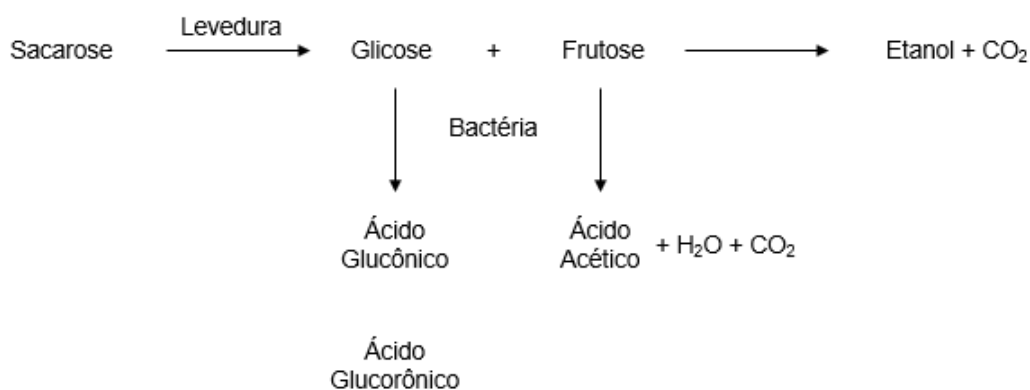 Levedura
Sacarose Glicose + Frutose Etanol + CO₂
Bactéria
Ácido Glucônico
Ácido Acético + H₂O + CO₂
Ácido Glucorônico